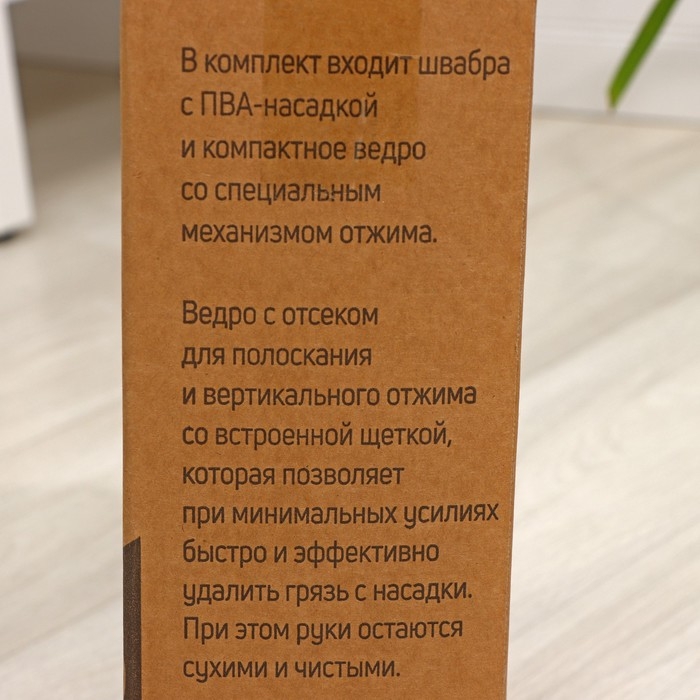 В комплект входит швабра
с ПВА-насадкой
и компактное ведро
со специальным
механизмом отжима.
Ведро с отсеком
для полоскания
и вертикального отжима
со встроенной щеткой,
которая позволяет
при минимальных усилиях
быстро и эффективно
удалить грязь с насадки.
При этом руки остаются
сухими и чистыми.